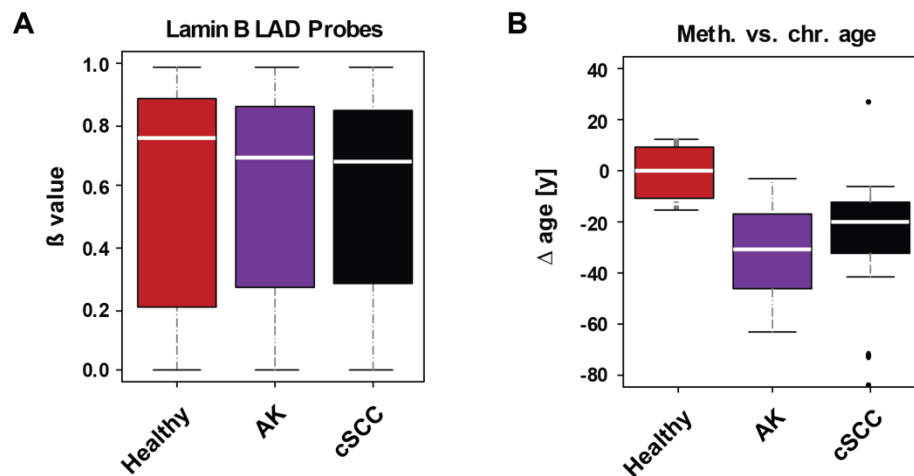 A
Lamin B LAD Probes
ß value
1.0
0.8
0.6
0.4
0.2
0.0
Healthy
AK
cSCC
B
Meth. vs. chr. age
Δ age [y]
40
20
0
-20
-40
-60
-80
Healthy
AK
cSCC